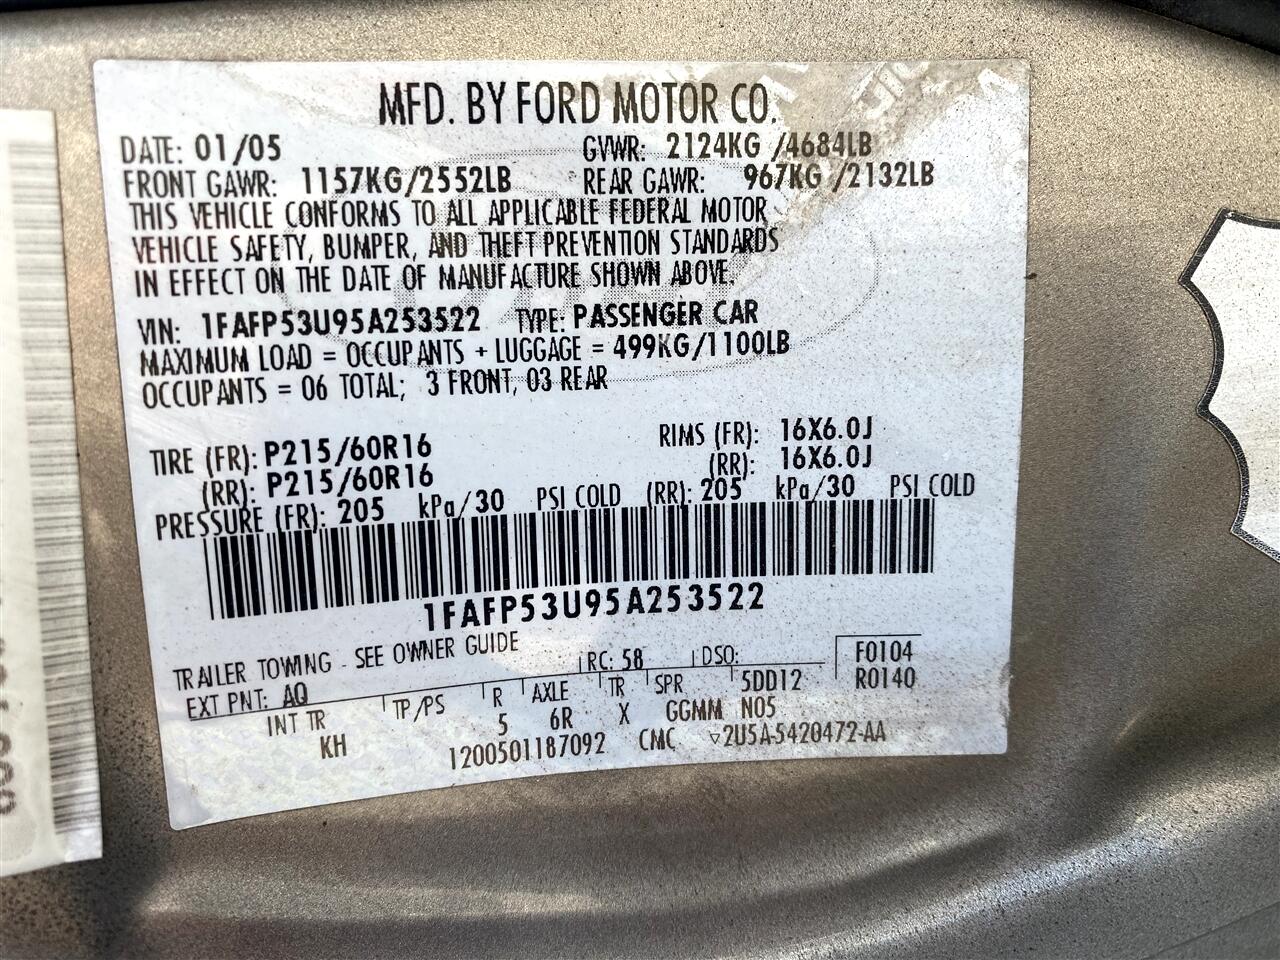 MFD. BY FORD MOTOR CO.
DATE: 01/05 GVWR: 2124KG /4684LB
FRONT GAWR: 1157KG/2552LB REAR GAWR: 967KG /2132LB
THIS VEHICLE CONFORMS TO ALL APPLICABLE FEDERAL MOTOR
VEHICLE SAFETY, BUMPER, AND THEFT PREVENTION STANDARDS
IN EFFECT ON THE DATE OF MANUFACTURE SHOWN ABOVE.
VIN: 1FAFP53U95A253522 TYPE: PASSENGER CAR
MAXIMUM LOAD = OCCUPANTS + LUGGAGE = 499KG/1100LB
OCCUPANTS = 06 TOTAL; 3 FRONT, 03 REAR
TIRE (FR): P215/60R16 RIMS (FR): 16X6.0J
(RR): P215/60R16 (RR): 16X6.0J
PRESSURE (FR): 205 kPa/30 PSI COLD (RR): 205 kPa/30 PSI COLD
1FAFP53U95A253522
TRAILER TOWING - SEE OWNER GUIDE
EXT PNT: AQ RC: 58 DSO: F0104
INT TR TP/PS R AXLE TR SPR 5DD12 R0140
KH 5 6R X GGMM N05
1200501187092 CMC ▽2U5A-5420472-AA